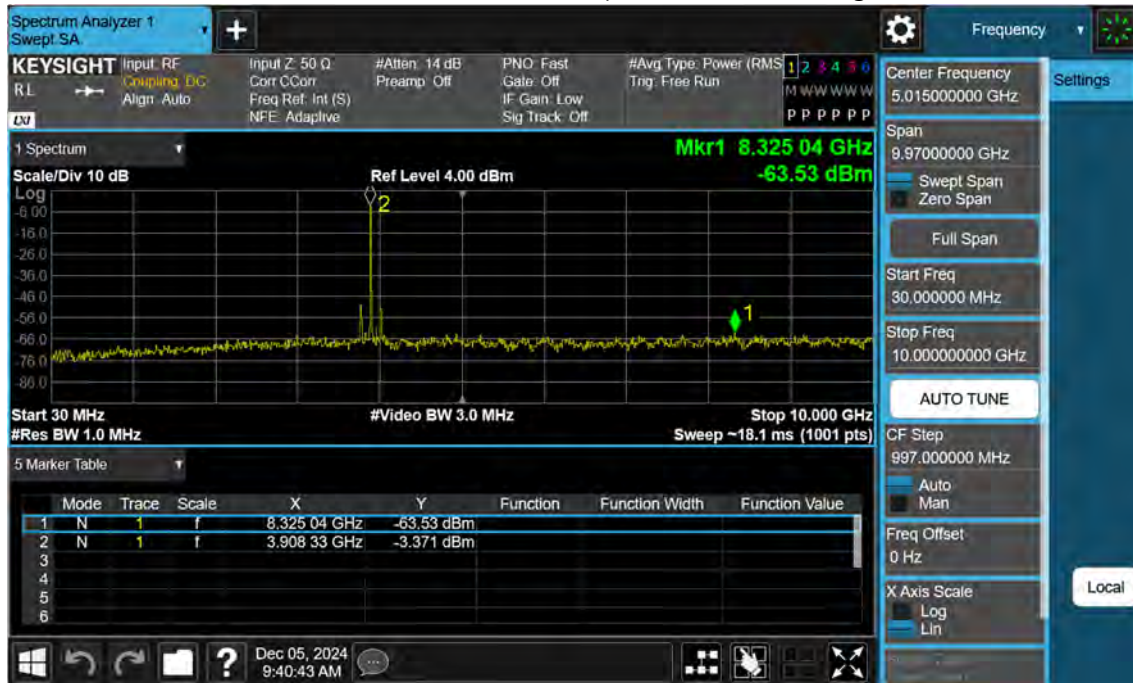 Spectrum Analyzer 1
Swept SA
Frequency
KEYSIGHT
RL
LXI
Input: RF
Coupling: DC
Align: Auto
Input Z: 50 Ω
Corr CCorr
Freq Ref: Int (S)
NFE: Adaptive
#Atten: 14 dB
Preamp: Off
PNO: Fast
Gate: Off
IF Gain: Low
Sig Track: Off
#Avg Type: Power (RMS
Trig: Free Run
1 2 3 4 5 6
M W W W W W
P P P P P P
1 Spectrum
Scale/Div 10 dB
Ref Level 4.00 dBm
Mkr1 8.325 04 GHz
-63.53 dBm
Log
-6.00
-16.0
-26.0
-36.0
-46.0
-56.0
-66.0
-76.0
-86.0
2
1
Start 30 MHz
#Video BW 3.0 MHz
Stop 10.000 GHz
#Res BW 1.0 MHz
Sweep ~18.1 ms (1001 pts)
5 Marker Table
Mode Trace Scale X Y Function Function Width Function Value
1 N 1 f 8.325 04 GHz -63.53 dBm
2 N 1 f 3.908 33 GHz -3.371 dBm
3
4
5
6
Dec 05, 2024
9:40:43 AM
?
Center Frequency
5.015000000 GHz
Settings
Span
9.97000000 GHz
Swept Span
Zero Span
Full Span
Start Freq
30.000000 MHz
Stop Freq
10.000000000 GHz
AUTO TUNE
CF Step
997.000000 MHz
Auto
Man
Freq Offset
0 Hz
X Axis Scale
Log
Lin
Local